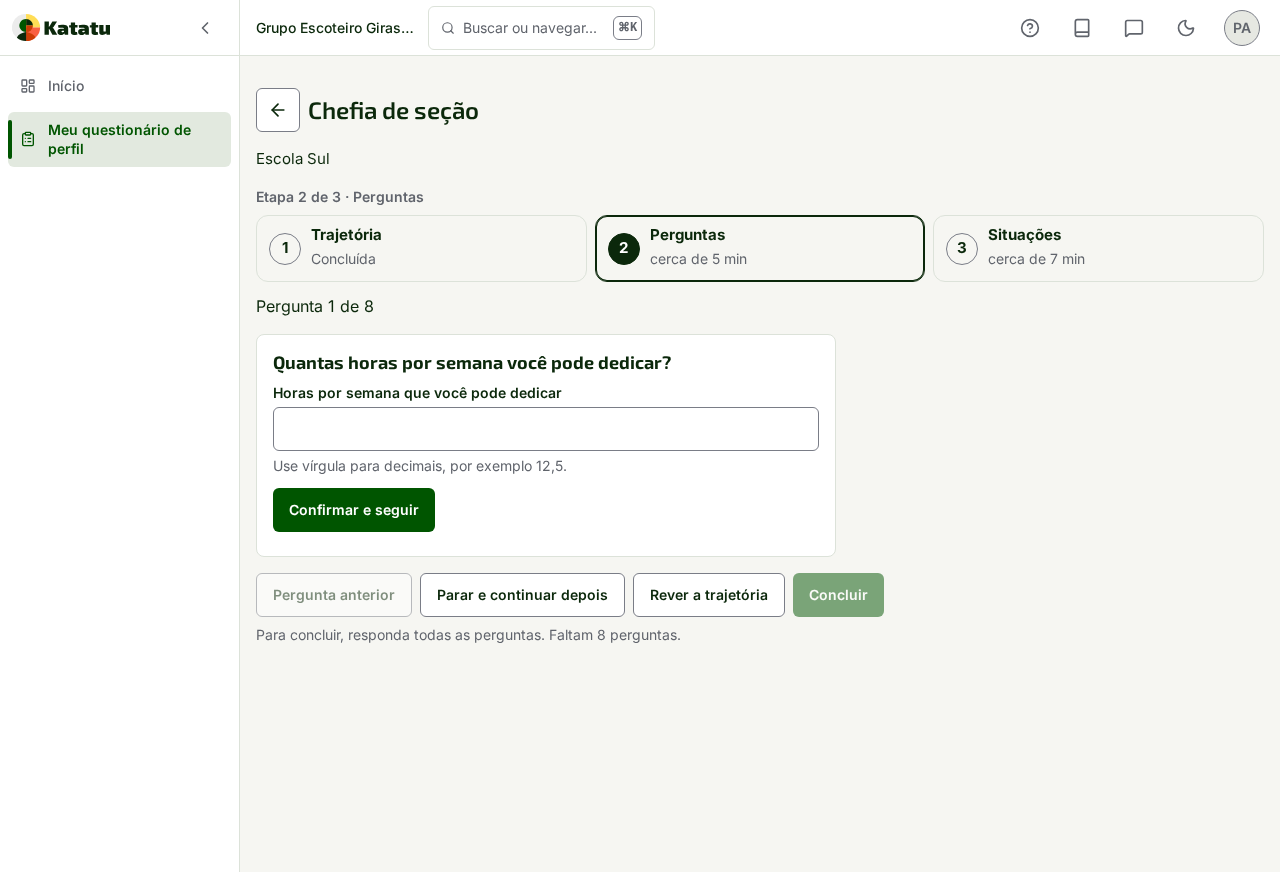 Katatu
Grupo Escoteiro Giras...
Buscar ou navegar...
⌘K
PA
Início
Meu questionário de
perfil
Chefia de seção
Escola Sul
Etapa 2 de 3 · Perguntas
1
Trajetória
Concluída
2
Perguntas
cerca de 5 min
3
Situações
cerca de 7 min
Pergunta 1 de 8
Quantas horas por semana você pode dedicar?
Horas por semana que você pode dedicar
Use vírgula para decimais, por exemplo 12,5.
Confirmar e seguir
Pergunta anterior
Parar e continuar depois
Rever a trajetória
Concluir
Para concluir, responda todas as perguntas. Faltam 8 perguntas.